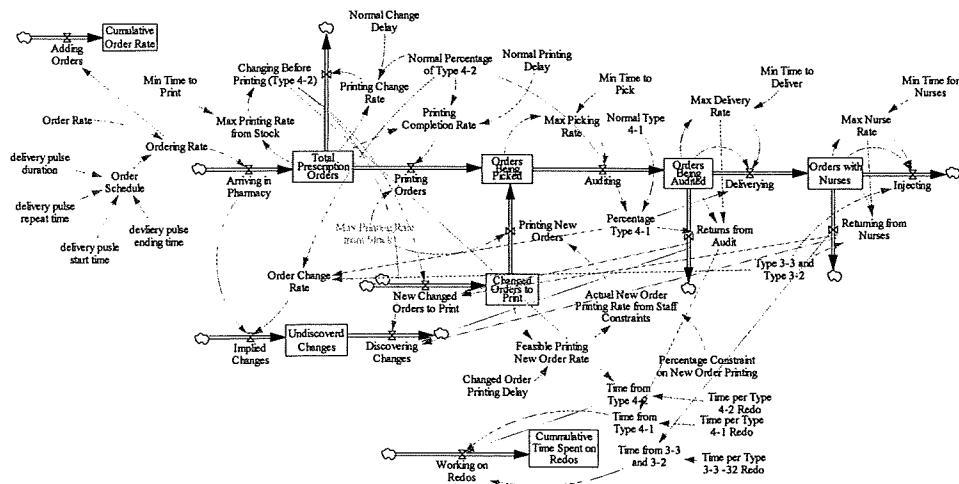 Normal Change
Delay
Cumulative
Order Rate
Adding
Orders
Changing Before
Printing (Type 4-2)
Normal Percentage
of Type 4-2
Normal Printing
Delay
Min Time to
Print
Printing Change
Rate
Min Time to
Pick
Min Time to
Deliver
Min Time for
Nurses
Max Delivery
Rate
Order Rate
Max Printing Rate
from Stock
Printing
Completion Rate
Max Picking
Rate
Normal Type
4-1
Max Nurse
Rate
Ordering Rate
delivery pulse
duration
Order
Schedule
Arriving in
Pharmacy
Total
Prescription
Orders
Printing
Orders
Orders
Being
Picked
Auditing
Orders
Being
Audited
Deliverying
Orders with
Nurses
Injecting
delivery pulse
repeat time
delivery pusle
start time
deslivery pulse
ending time
Max Printing Rate
from Stock
Printing New
Orders
Percentage
Type 4-1
Returns from
Audit
Returning from
Nurses
Order Change
Rate
New Changed
Orders to Print
Changed
Orders to
Print
Type 3-3 and
Type 3-2
Actual New Order
Printing Rate from Staff
Constraints
Implied
Changes
Undiscoverd
Changes
Discovering
Changes
Feasible Printing
New Order Rate
Percentage Constraint
on New Order Printing
Changed Order
Printing Delay
Time from
Type 4-2
Time per Type
4-2 Redo
Time from
Type 4-1
Time per Type
4-1 Redo
Time from 3-3
and 3-2
Time per Type
3-3 -32 Redo
Working on
Redos
Cummulative
Time Spent on
Redos